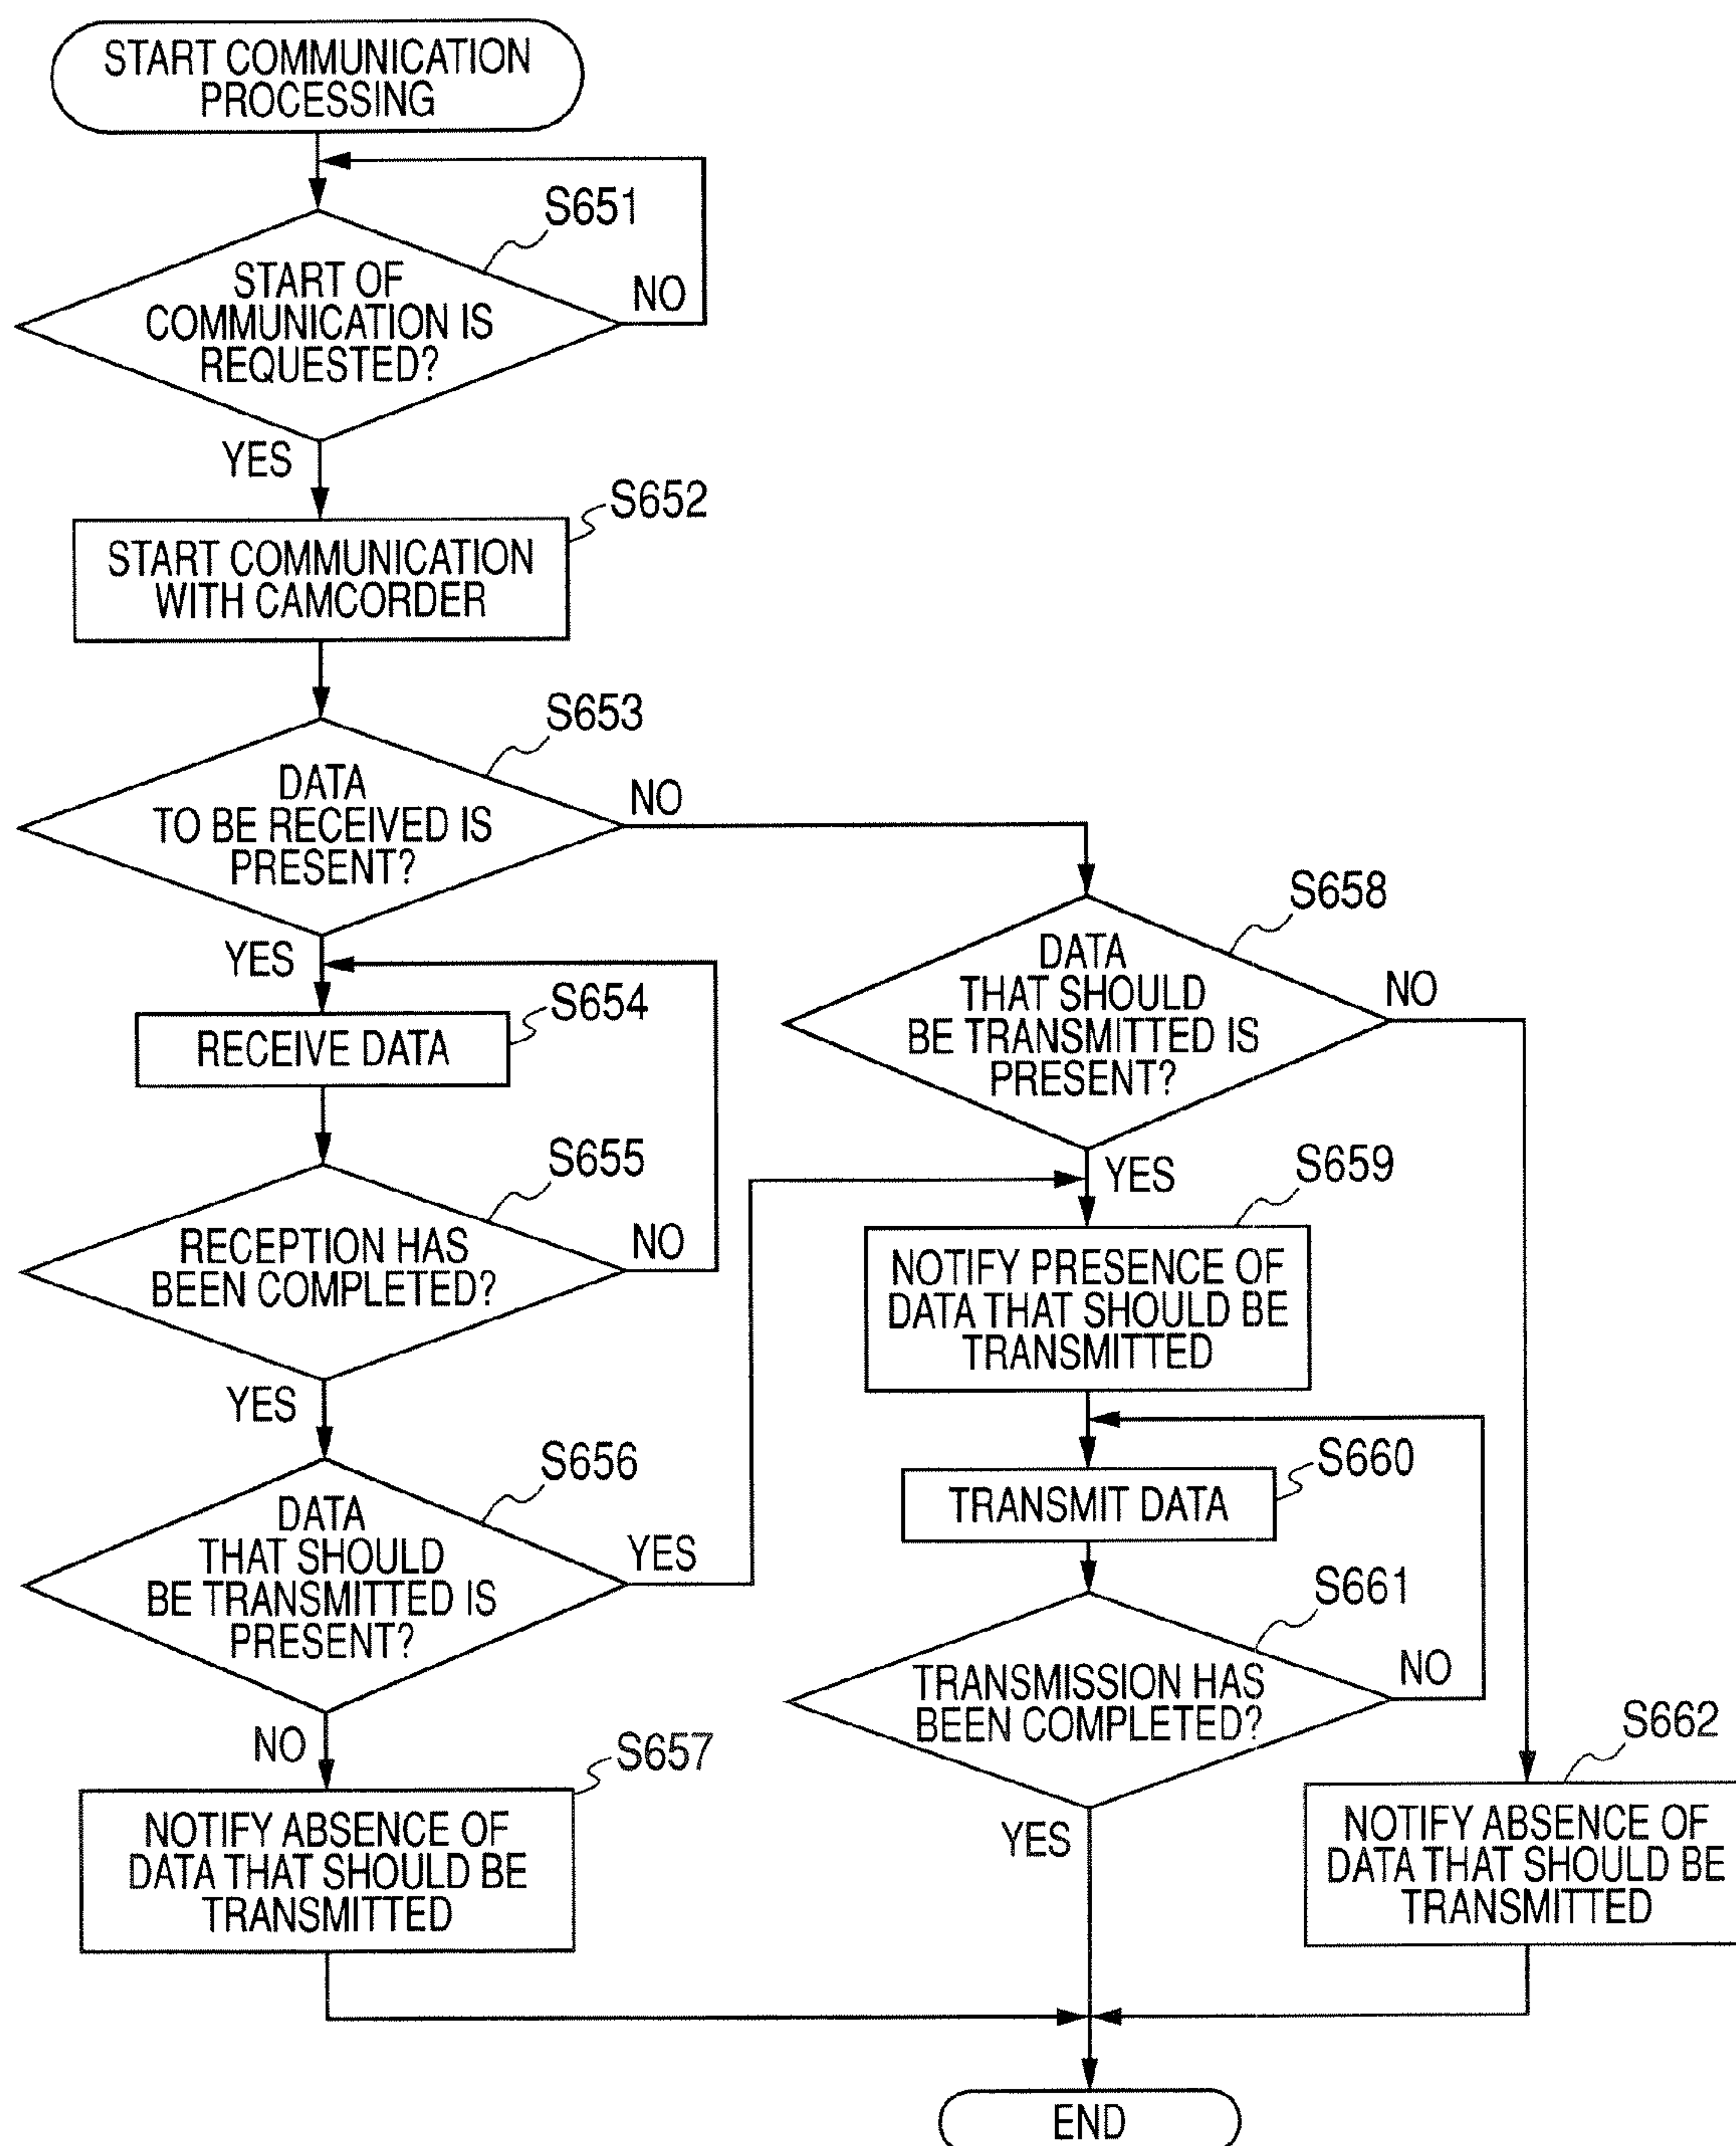 START COMMUNICATION
PROCESSING
S651
START OF
COMMUNICATION IS
REQUESTED?
NO
YES
S652
START COMMUNICATION
WITH CAMCORDER
S653
DATA
TO BE RECEIVED IS
PRESENT?
NO
YES
S654
RECEIVE DATA
S655
RECEPTION HAS
BEEN COMPLETED?
NO
YES
S656
DATA
THAT SHOULD
BE TRANSMITTED IS
PRESENT?
YES
NO
S657
NOTIFY ABSENCE OF
DATA THAT SHOULD BE
TRANSMITTED
S658
DATA
THAT SHOULD
BE TRANSMITTED IS
PRESENT?
NO
YES
S659
NOTIFY PRESENCE OF
DATA THAT SHOULD BE
TRANSMITTED
S660
TRANSMIT DATA
S661
TRANSMISSION HAS
BEEN COMPLETED?
NO
YES
S662
NOTIFY ABSENCE OF
DATA THAT SHOULD BE
TRANSMITTED
END